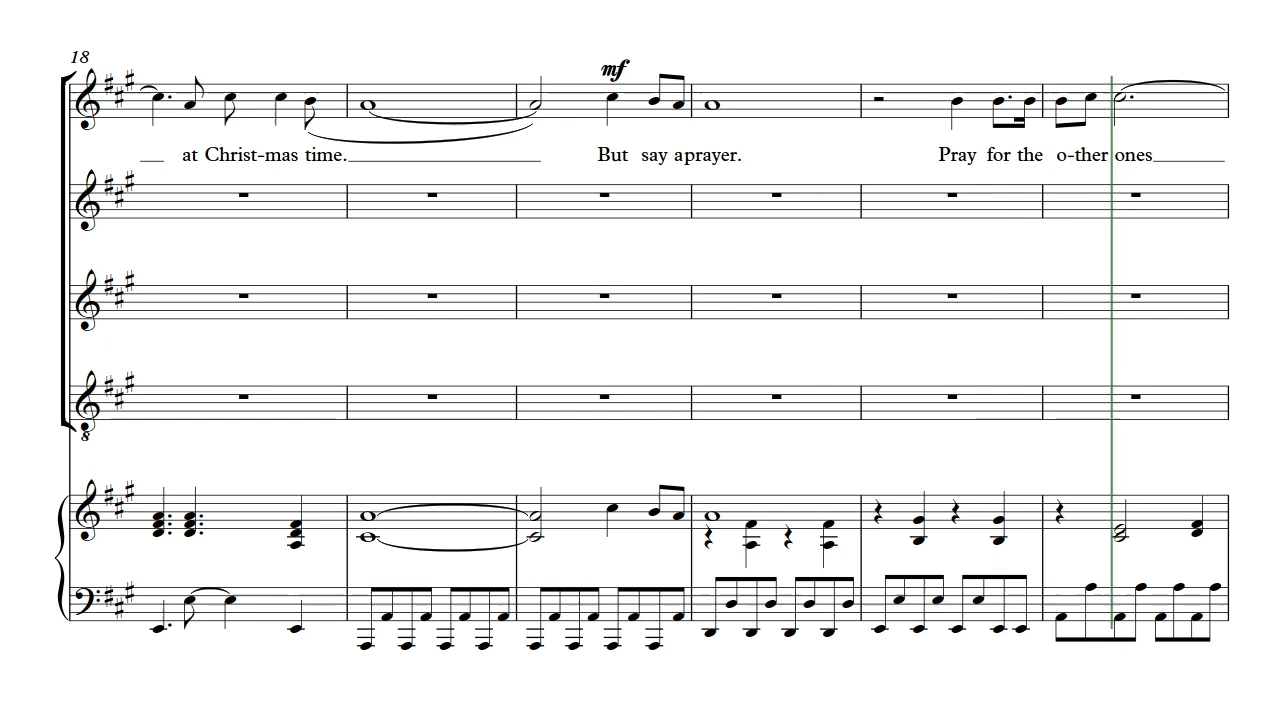 18
mf
at Christ-mas time.
But say a prayer.
Pray for the o-ther ones
8